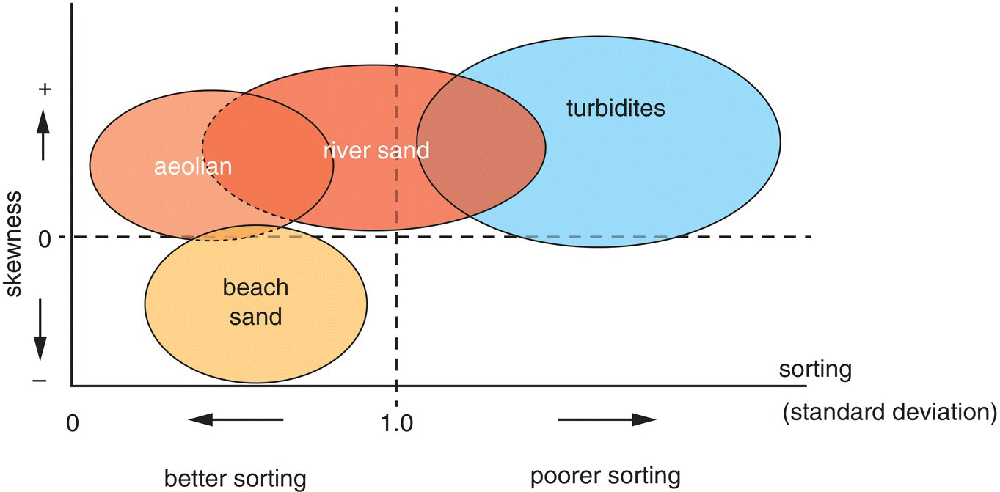 +
turbidites
river sand
aeolian
skewness
0
beach
sand
–
sorting
(standard deviation)
0
1.0
better sorting
poorer sorting